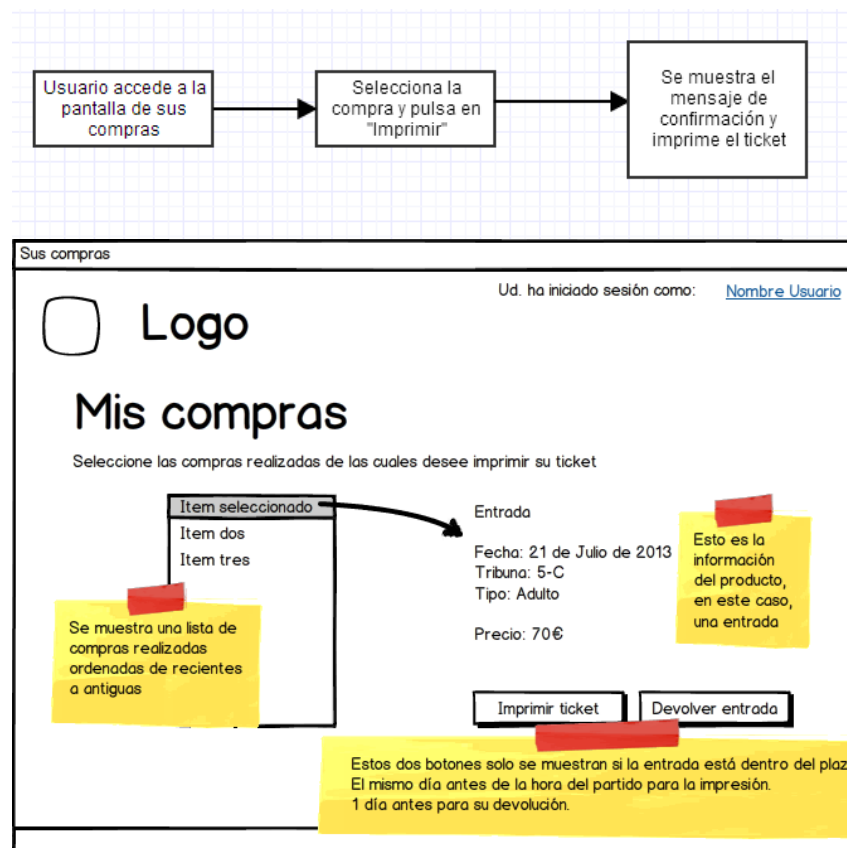 Usuario accede a la
pantalla de sus
compras
Selecciona la
compra y pulsa en
"Imprimir"
Se muestra el
mensaje de
confirmación y
imprime el ticket
Sus compras
Ud. ha iniciado sesión como: Nombre Usuario
Logo
Mis compras
Seleccione las compras realizadas de las cuales desee imprimir su ticket
Item seleccionado
Item dos
Item tres
Se muestra una lista de
compras realizadas
ordenadas de recientes
a antiguas
Entrada
Fecha: 21 de Julio de 2013
Tribuna: 5-C
Tipo: Adulto
Precio: 70€
Esto es la
información
del producto,
en este caso,
una entrada
Imprimir ticket
Devolver entrada
Estos dos botones solo se muestran si la entrada está dentro del plaz
El mismo día antes de la hora del partido para la impresión.
1 día antes para su devolución.